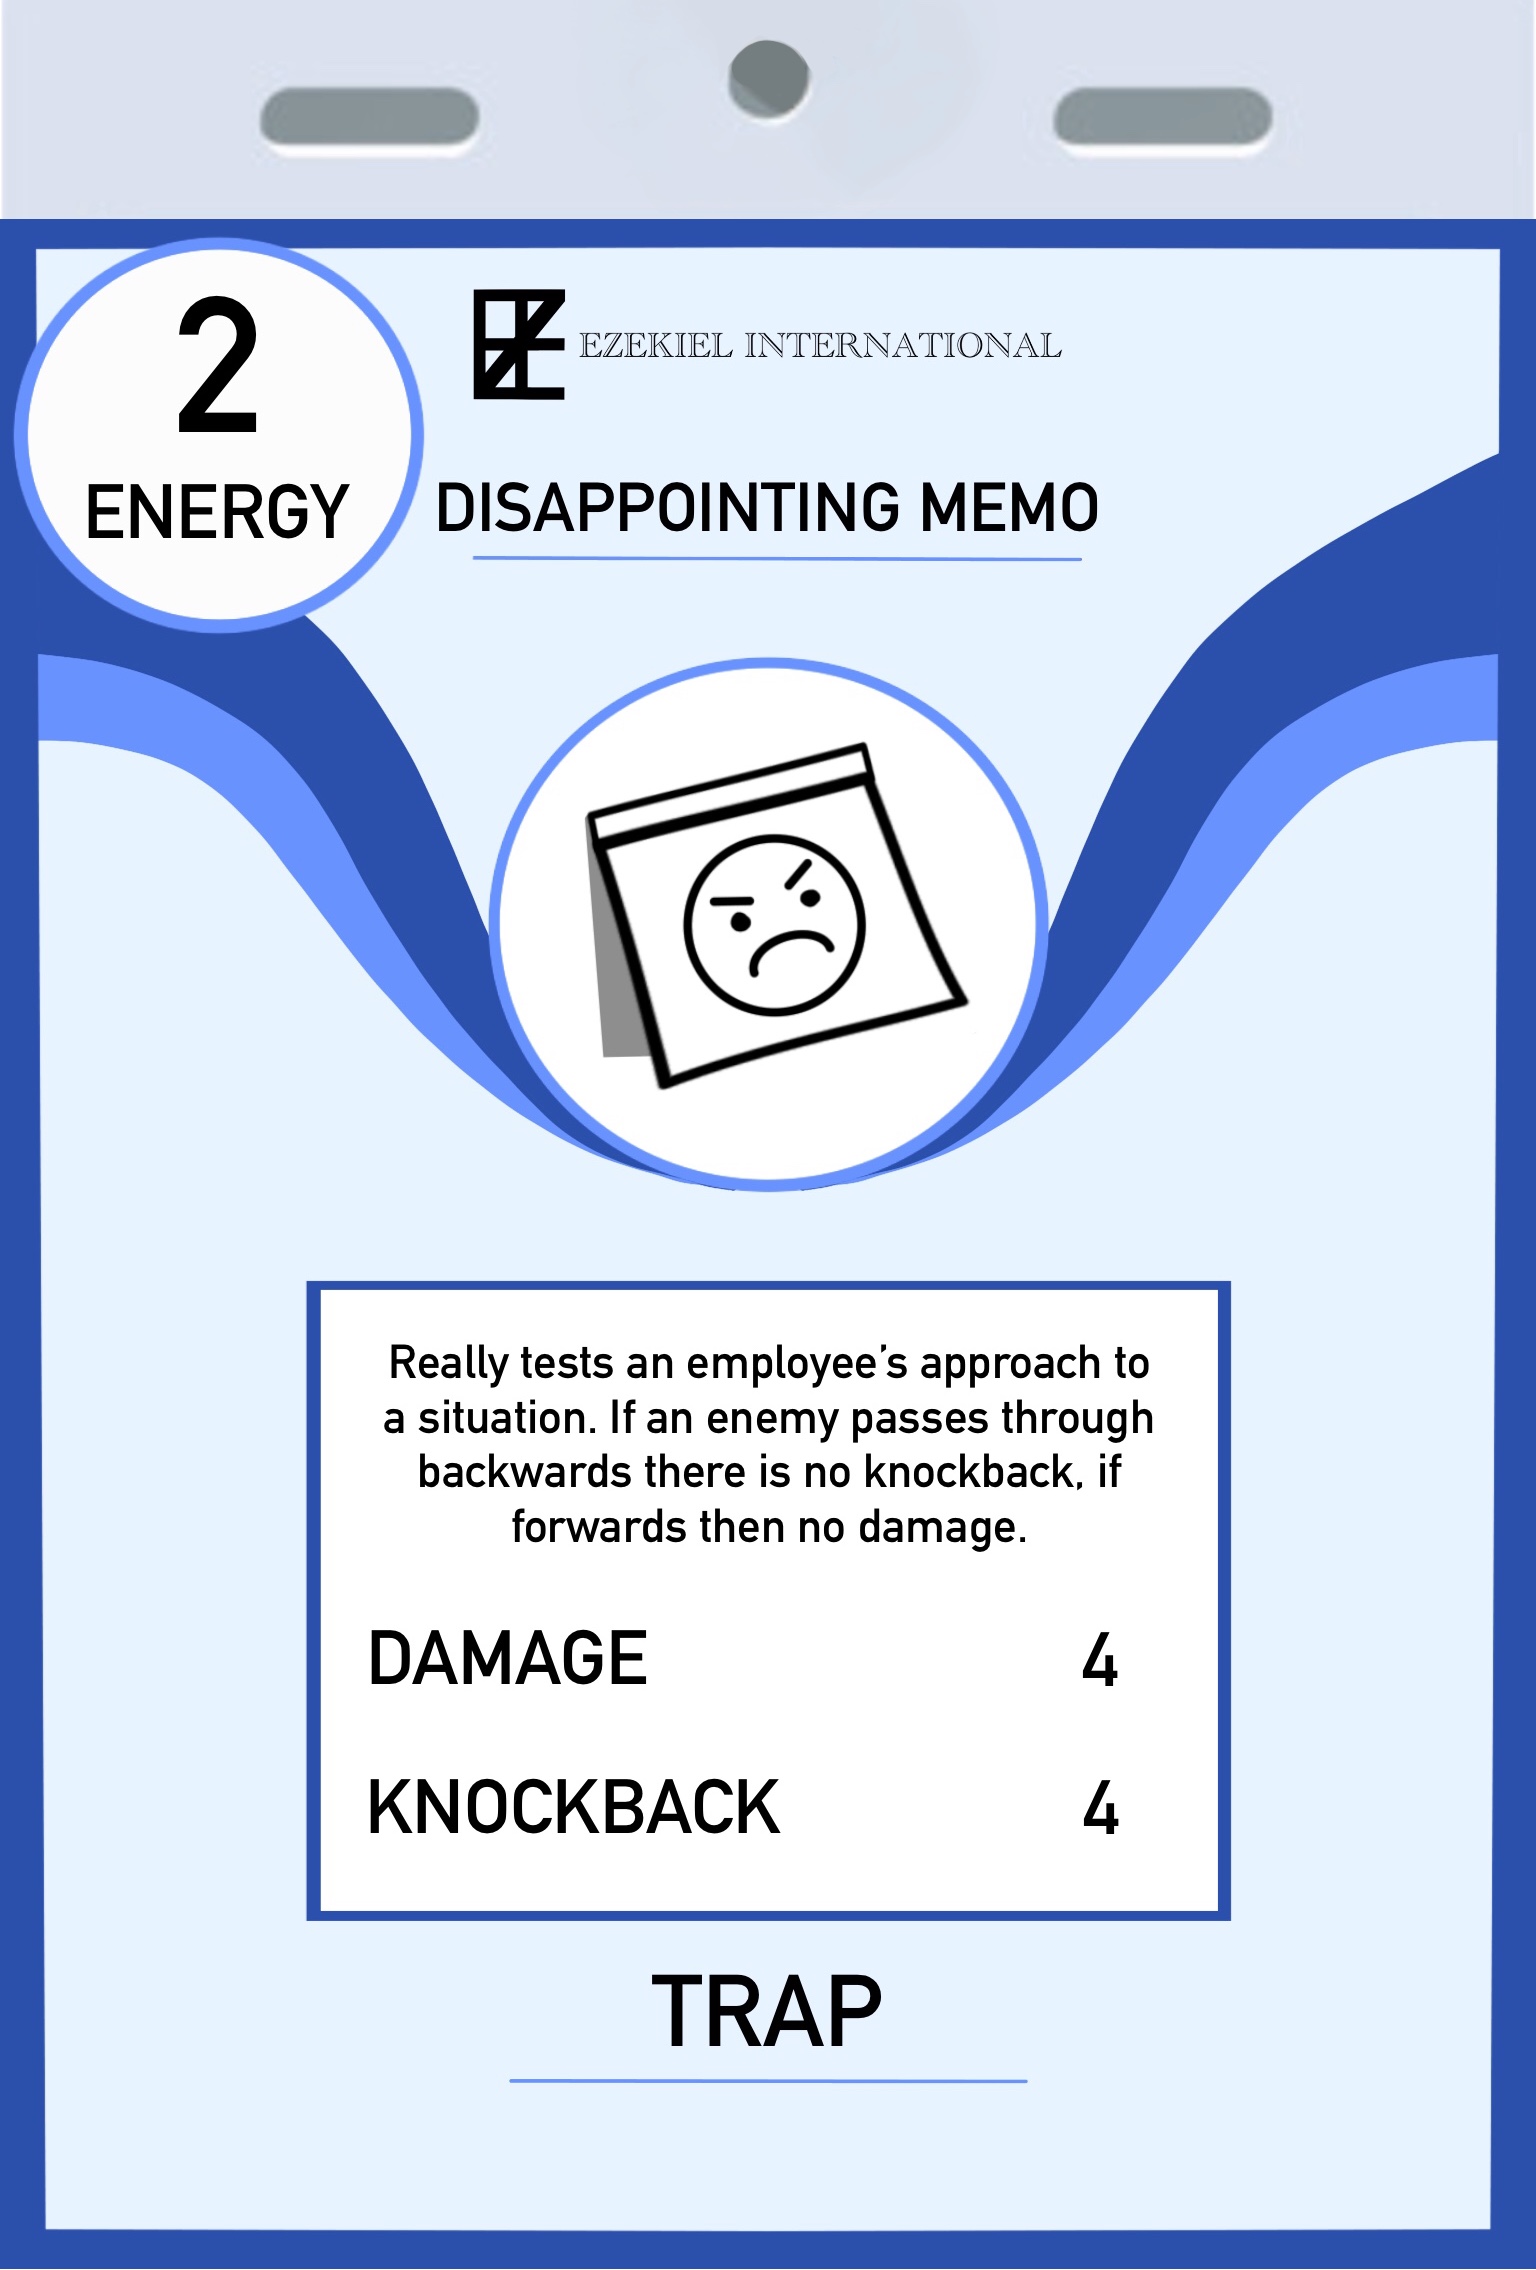 2
ENERGY
EZEKIEL INTERNATIONAL
DISAPPOINTING MEMO
Really tests an employee’s approach to
a situation. If an enemy passes through
backwards there is no knockback, if
forwards then no damage.
DAMAGE 4
KNOCKBACK 4
TRAP